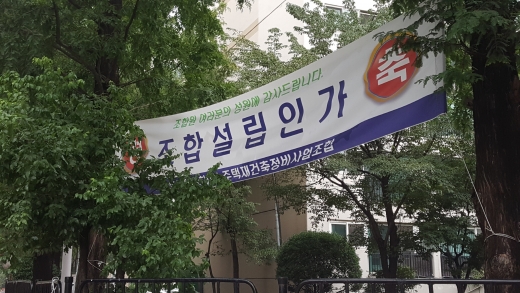 조합원 여러분의 성원에 감사드립니다.
조합설립인가
축
주택재건축정비사업조합